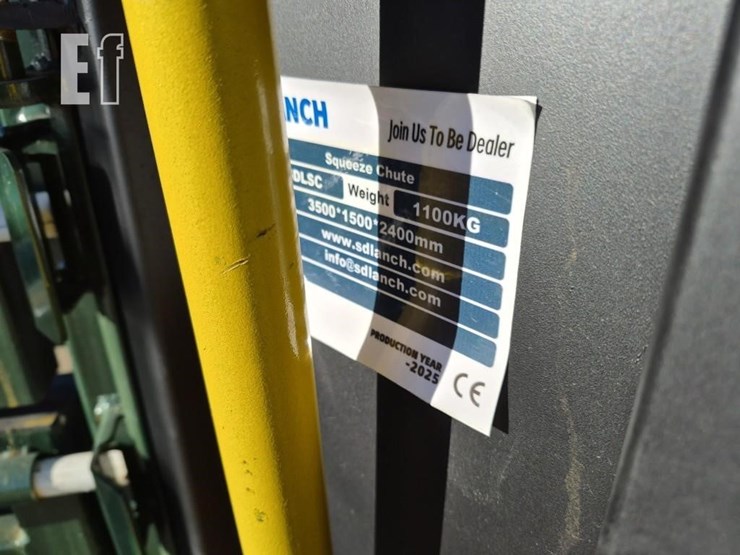 Ef
NCH
Join Us To Be Dealer
Squeeze Chute
DLSC Weight 1100KG
3500*1500*2400mm
www.sdlanch.com
info@sdlanch.com
PRODUCTION YEAR
-2025 CE